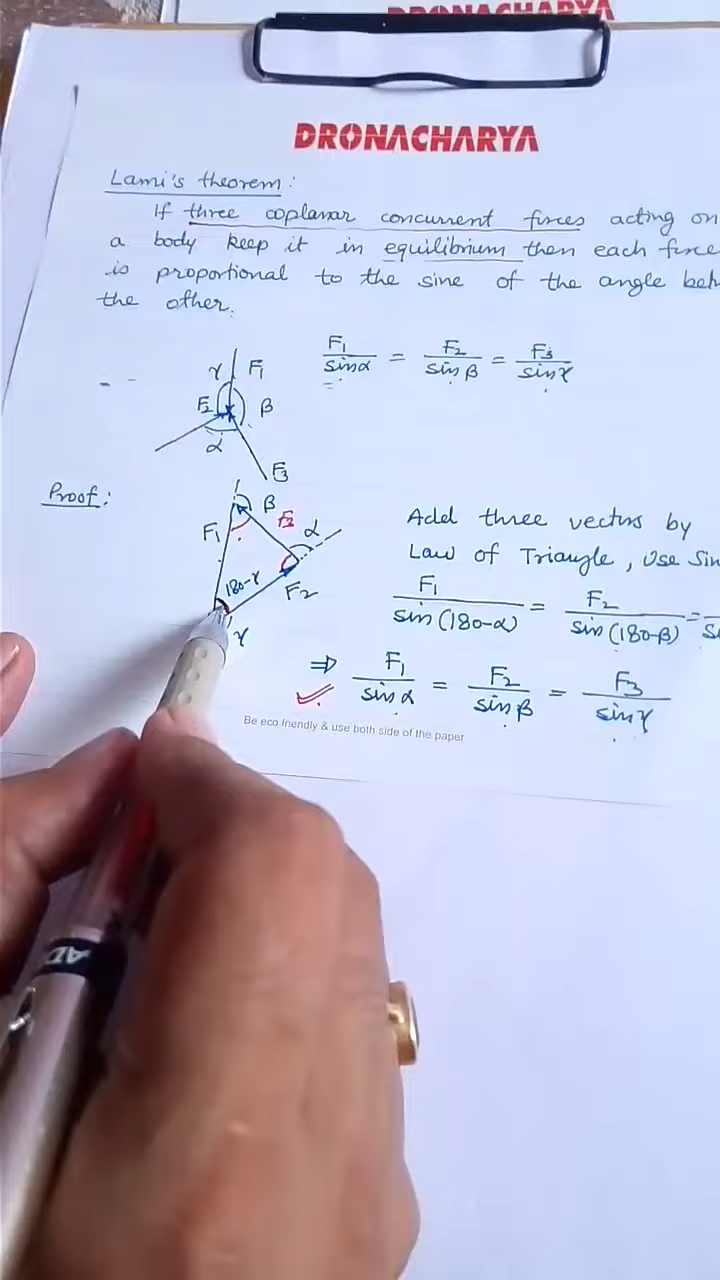 DRONACHARYA
DRONACHARYA
Lami's theorem:
If three coplanar concurrent forces acting on
a body keep it in equilibrium then each force
is proportional to the sine of the angle
the other.
F1/sinα = F2/sinβ = F3/sinγ
γ F1
F2 β
α
F3
Proof:
β
F1 F3 α
180-γ F2
γ
Add three vectors by
Law of Triangle, Use
F1/sin(180-α) = F2/sin(180-β) =
⇒ F1/sinα = F2/sinβ = F3/sinγ
Be eco friendly & use both side of the paper